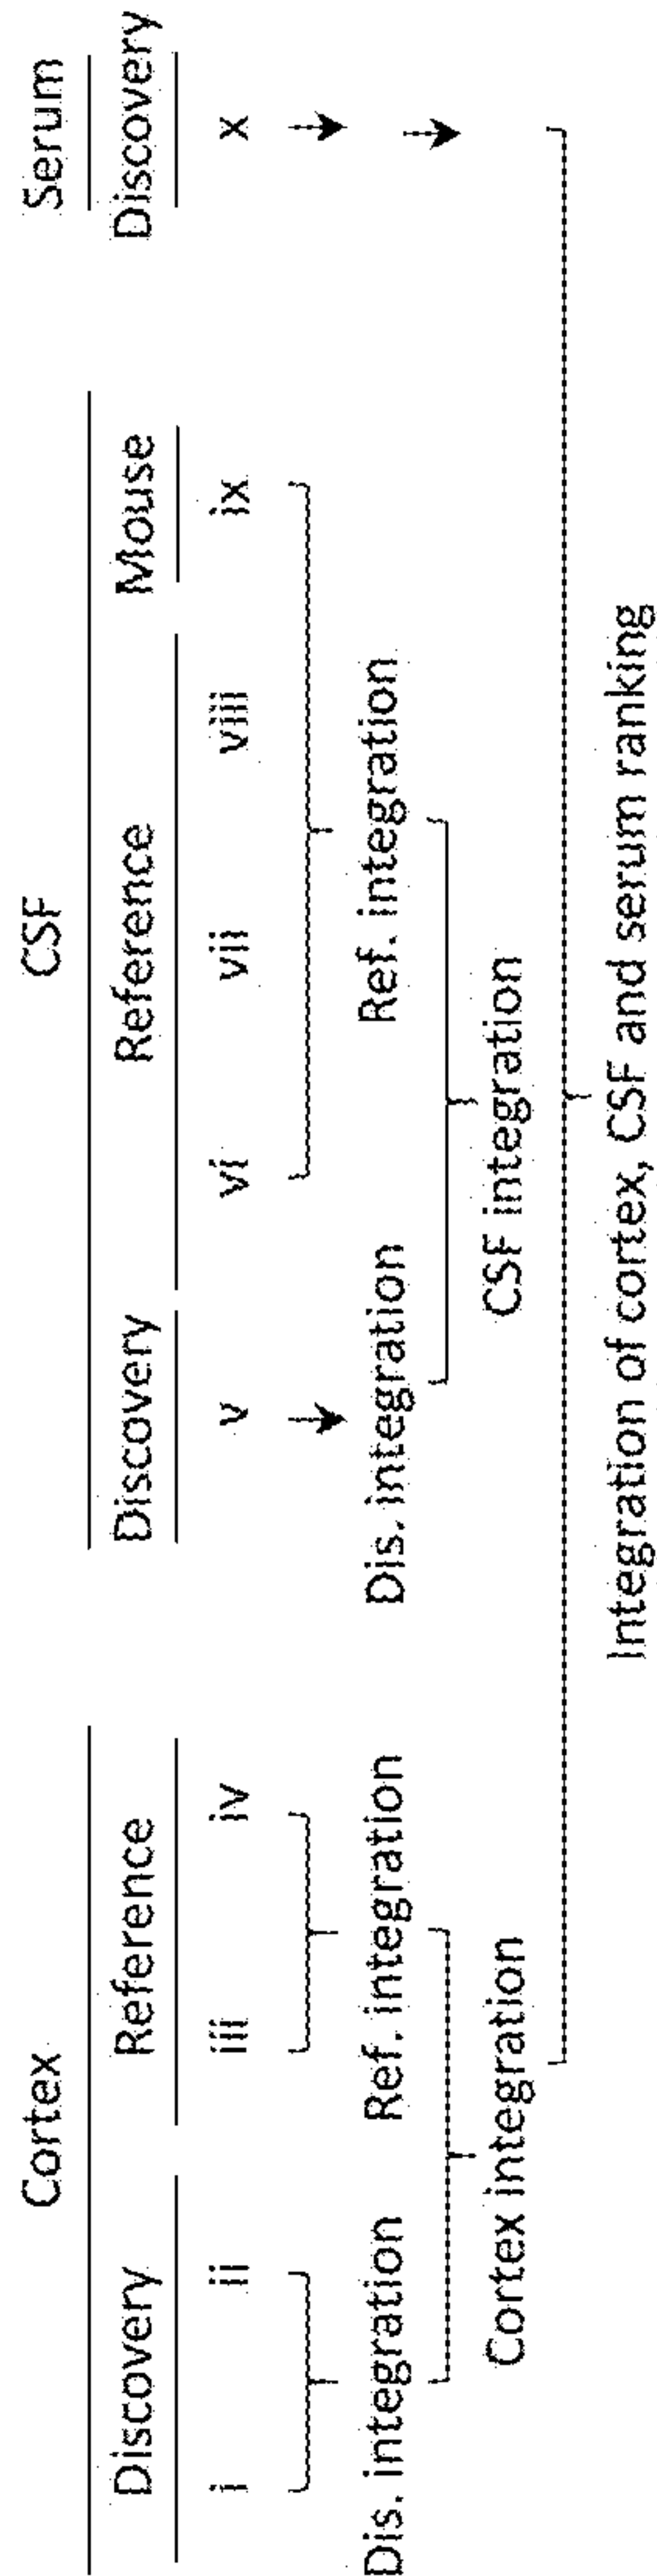 Cortex CSF Serum
Discovery Reference Discovery Reference Mouse Discovery
i ii iii iv v vi vii viii ix x
Dis. integration Ref. integration Dis. integration Ref. integration
Cortex integration CSF integration
Integration of cortex, CSF and serum ranking